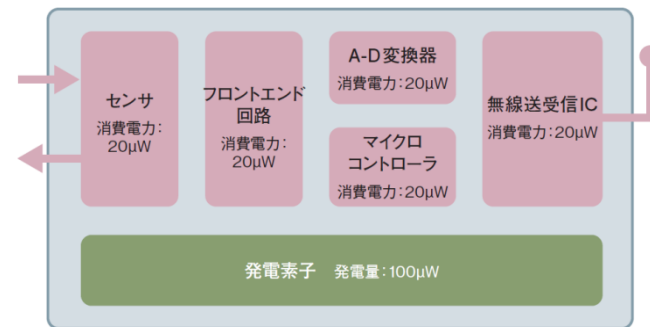 センサ
消費電力:
20μW
フロントエンド
回路
消費電力:
20μW
A-D変換器
消費電力:20μW
マイクロ
コントローラ
消費電力:20μW
無線送受信IC
消費電力:20μW
発電素子 発電量:100μW